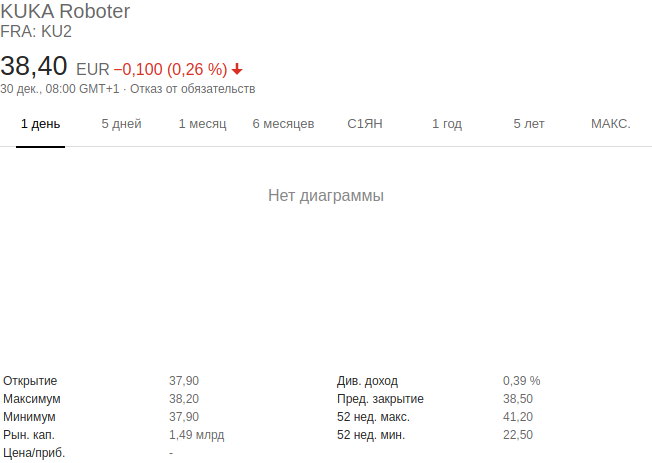 KUKA Roboter
FRA: KU2
38,40 EUR −0,100 (0,26 %)
30 дек., 08:00 GMT+1 · Отказ от обязательств
1 день 5 дней 1 месяц 6 месяцев С1ЯН 1 год 5 лет МАКС.
Нет диаграммы
Открытие 37,90 Див. доход 0,39 %
Максимум 38,20 Пред. закрытие 38,50
Минимум 37,90 52 нед. макс. 41,20
Рын. кап. 1,49 млрд 52 нед. мин. 22,50
Цена/приб. -